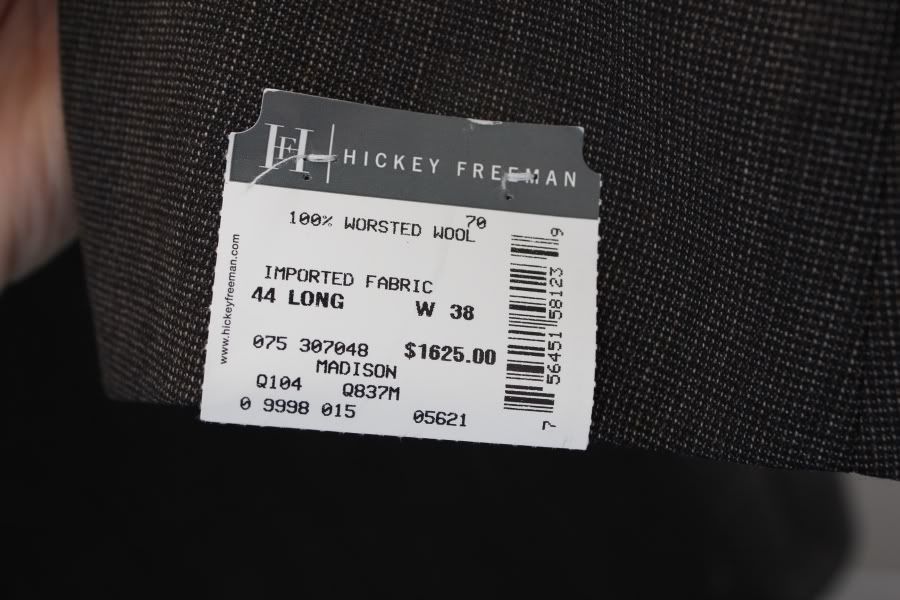 HF HICKEY FREEMAN
70
100% WORSTED WOOL
IMPORTED FABRIC
44 LONG W 38
075 307048 $1625.00
MADISON
Q104 Q837M
0 9998 015 05621
www.hickeyfreeman.com
7 56451 58123 9